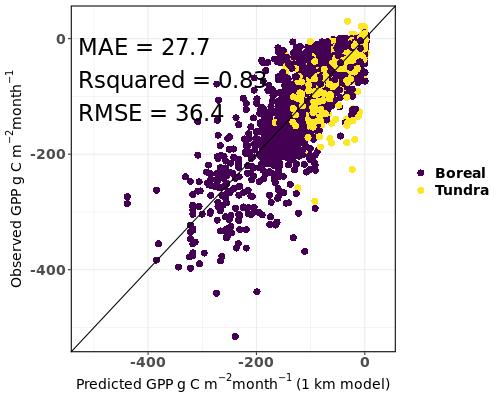 MAE = 27.7
Rsquared = 0.83
RMSE = 36.4
0
-200
-400
Observed GPP g C m⁻²month⁻¹
-400 -200 0
Predicted GPP g C m⁻²month⁻¹ (1 km model)
Boreal
Tundra